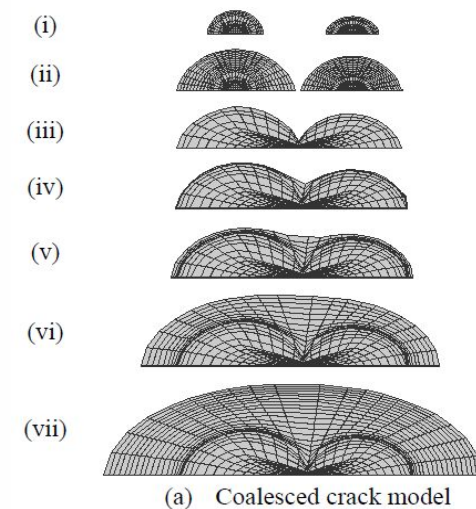 (i)
(ii)
(iii)
(iv)
(v)
(vi)
(vii)
(a) Coalesced crack model